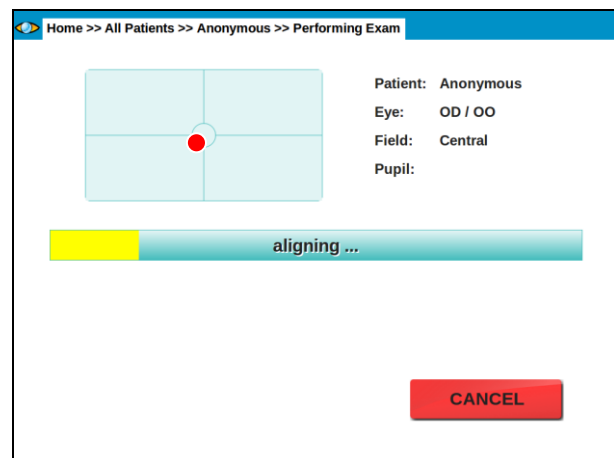 Home >> All Patients >> Anonymous >> Performing Exam
Patient: Anonymous
Eye: OD / OO
Field: Central
Pupil:
aligning ...
CANCEL